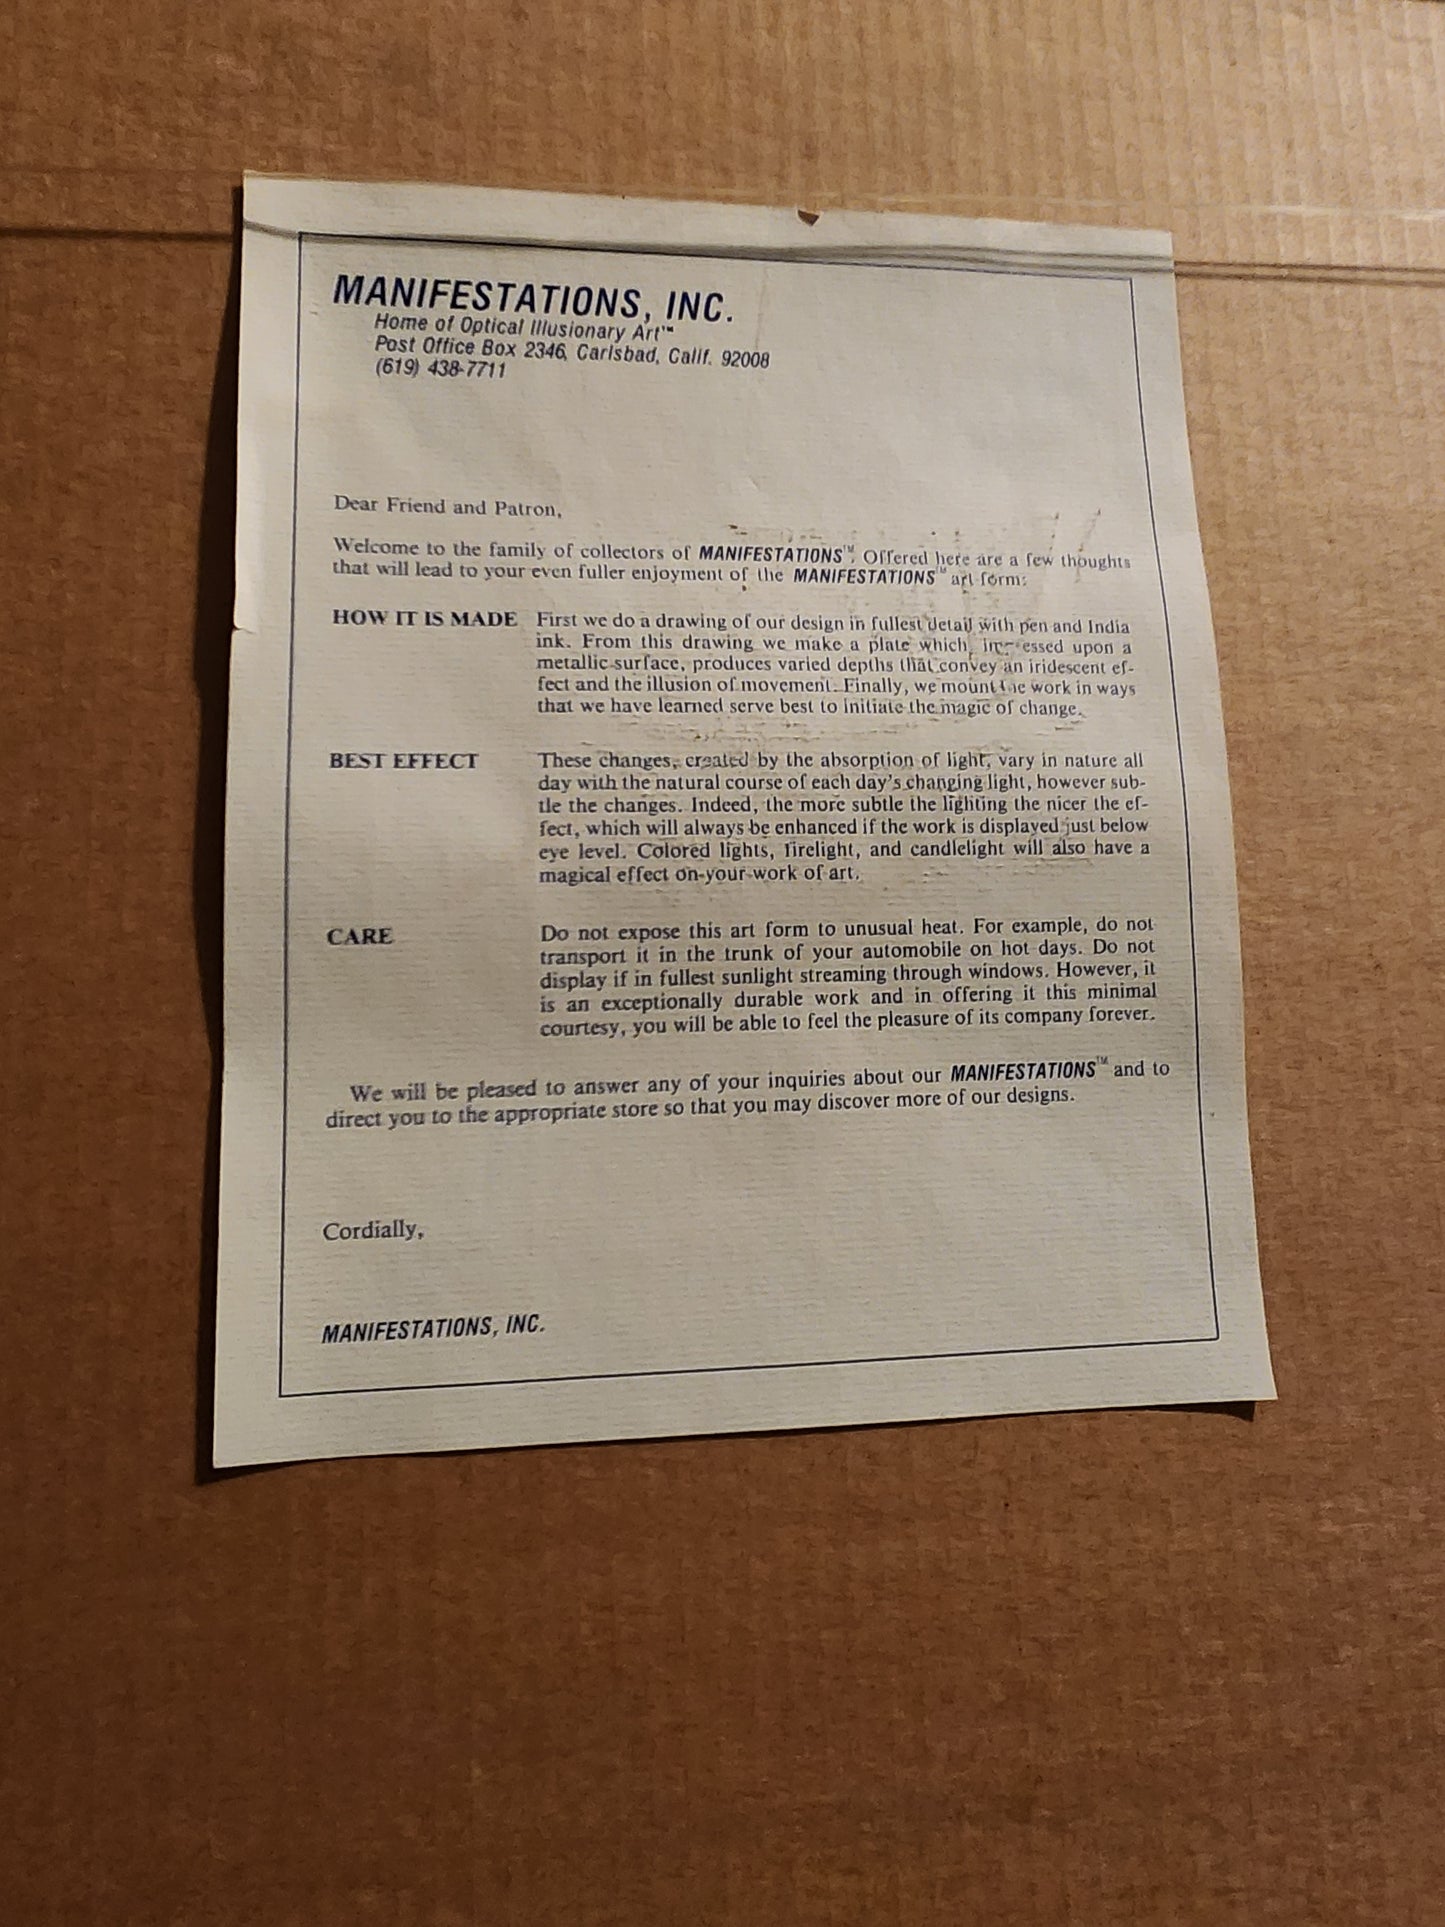 MANIFESTATIONS, INC.
Home of Optical Illusionary Art™
Post Office Box 2346, Carlsbad, Calif. 92008
(619) 438-7711
Dear Friend and Patron,
Welcome to the family of collectors of MANIFESTATIONS™. Offered here are a few thoughts
that will lead to your even fuller enjoyment of the MANIFESTATIONS™ art form:
HOW IT IS MADE First we do a drawing of our design in fullest detail with pen and India
ink. From this drawing we make a plate which, impressed upon a
metallic surface, produces varied depths that convey an iridescent ef-
fect and the illusion of movement. Finally, we mount the work in ways
that we have learned serve best to initiate the magic of change.
BEST EFFECT These changes, created by the absorption of light, vary in nature all
day with the natural course of each day's changing light, however sub-
tle the changes. Indeed, the more subtle the lighting the nicer the ef-
fect, which will always be enhanced if the work is displayed just below
eye level. Colored lights, firelight, and candlelight will also have a
magical effect on your work of art.
CARE Do not expose this art form to unusual heat. For example, do not
transport it in the trunk of your automobile on hot days. Do not
display if in fullest sunlight streaming through windows. However, it
is an exceptionally durable work and in offering it this minimal
courtesy, you will be able to feel the pleasure of its company forever.
We will be pleased to answer any of your inquiries about our MANIFESTATIONS™ and to
direct you to the appropriate store so that you may discover more of our designs.
Cordially,
MANIFESTATIONS, INC.